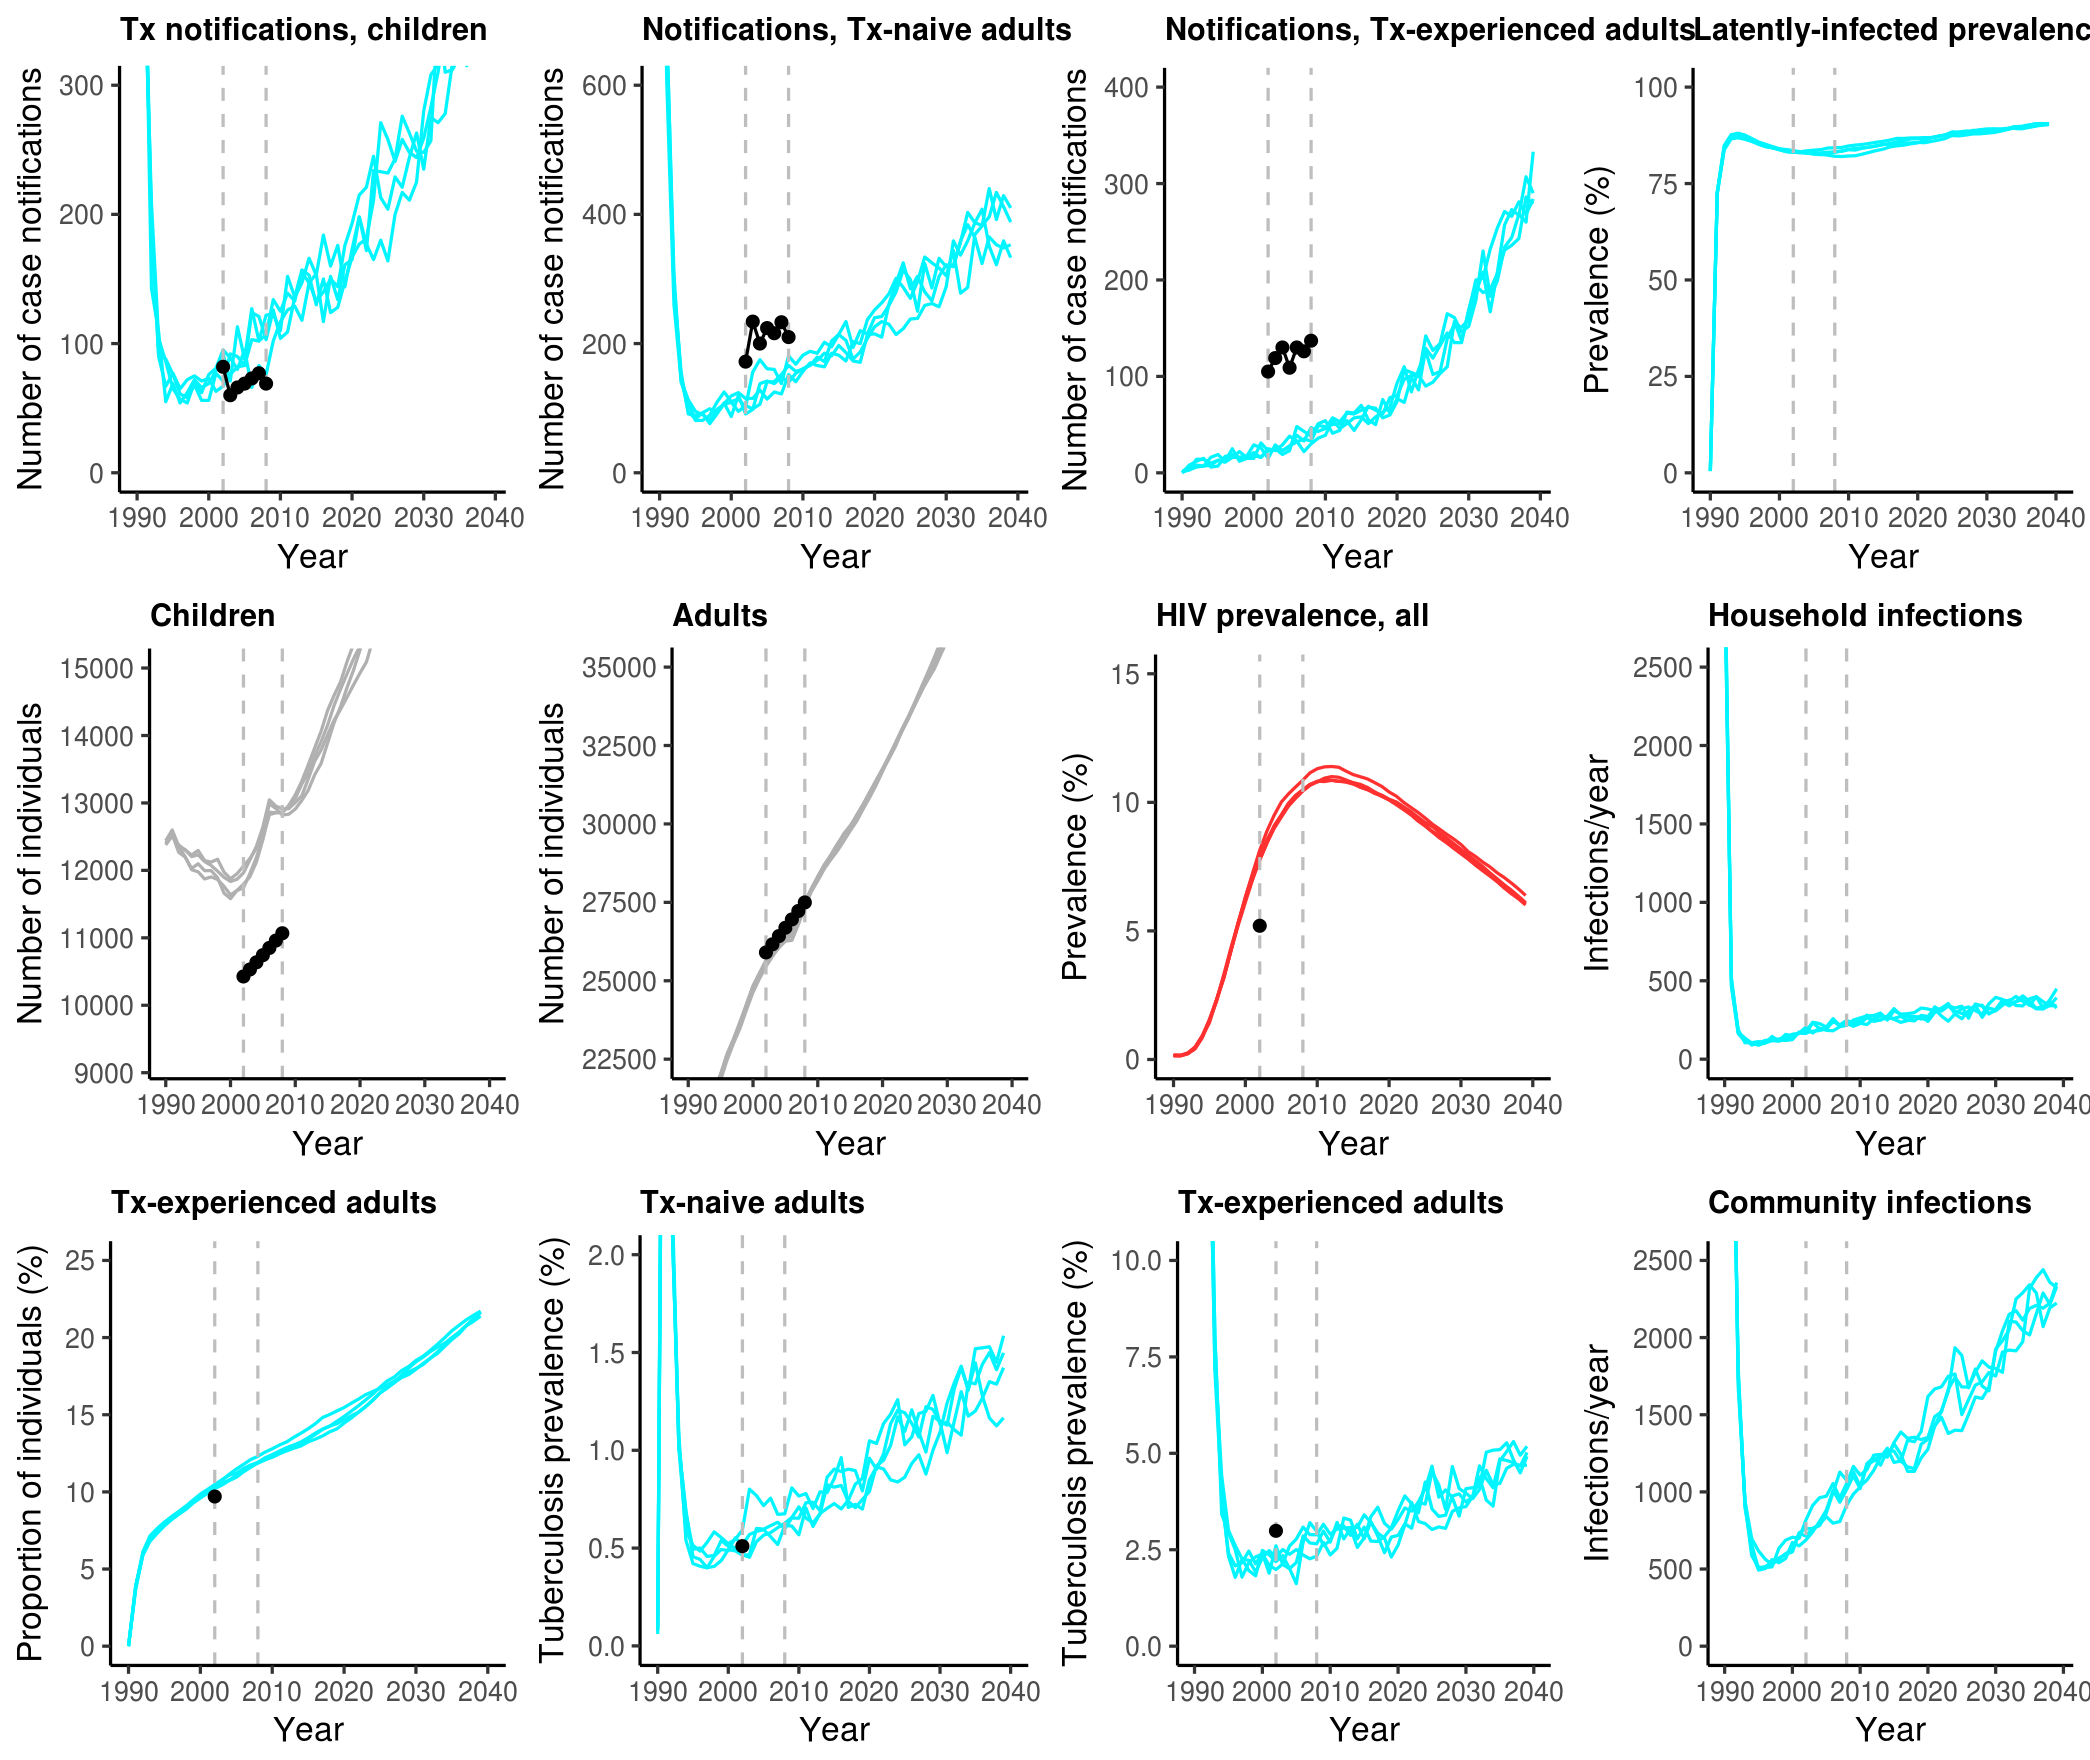 Tx notifications, children
Number of case notifications
300
200
100
0
1990 2000 2010 2020 2030 2040
Year
Notifications, Tx-naive adults
Number of case notifications
600
400
200
0
1990 2000 2010 2020 2030 2040
Year
Notifications, Tx-experienced adults
Number of case notifications
400
300
200
100
0
1990 2000 2010 2020 2030 2040
Year
Latently-infected prevalenc
Prevalence (%)
100
75
50
25
0
1990 2000 2010 2020 2030 2040
Year
Children
Number of individuals
15000
14000
13000
12000
11000
10000
9000
1990 2000 2010 2020 2030 2040
Year
Adults
Number of individuals
35000
32500
30000
27500
25000
22500
1990 2000 2010 2020 2030 2040
Year
HIV prevalence, all
Prevalence (%)
15
10
5
0
1990 2000 2010 2020 2030 2040
Year
Household infections
Infections/year
2500
2000
1500
1000
500
0
1990 2000 2010 2020 2030 2040
Year
Tx-experienced adults
Proportion of individuals (%)
25
20
15
10
5
0
1990 2000 2010 2020 2030 2040
Year
Tx-naive adults
Tuberculosis prevalence (%)
2.0
1.5
1.0
0.5
0.0
1990 2000 2010 2020 2030 2040
Year
Tx-experienced adults
Tuberculosis prevalence (%)
10.0
7.5
5.0
2.5
0.0
1990 2000 2010 2020 2030 2040
Year
Community infections
Infections/year
2500
2000
1500
1000
500
0
1990 2000 2010 2020 2030 2040
Year